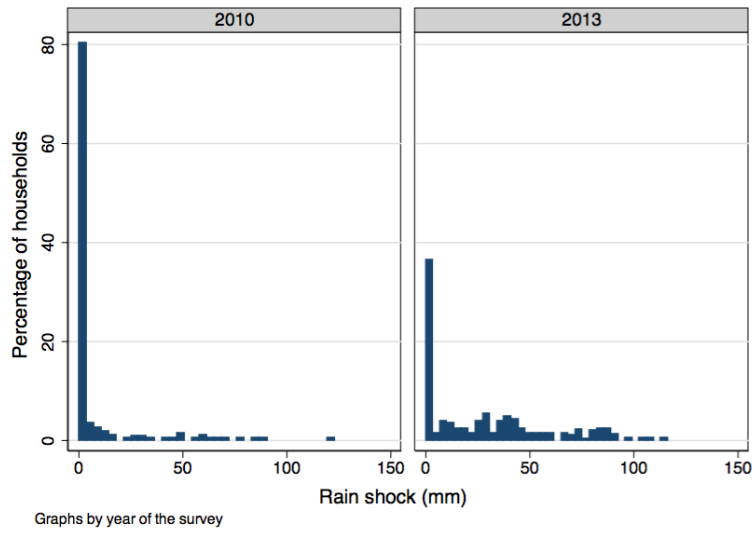 2010
2013
Percentage of households
80
60
40
20
0
0 50 100 150
0 50 100 150
Rain shock (mm)
Graphs by year of the survey